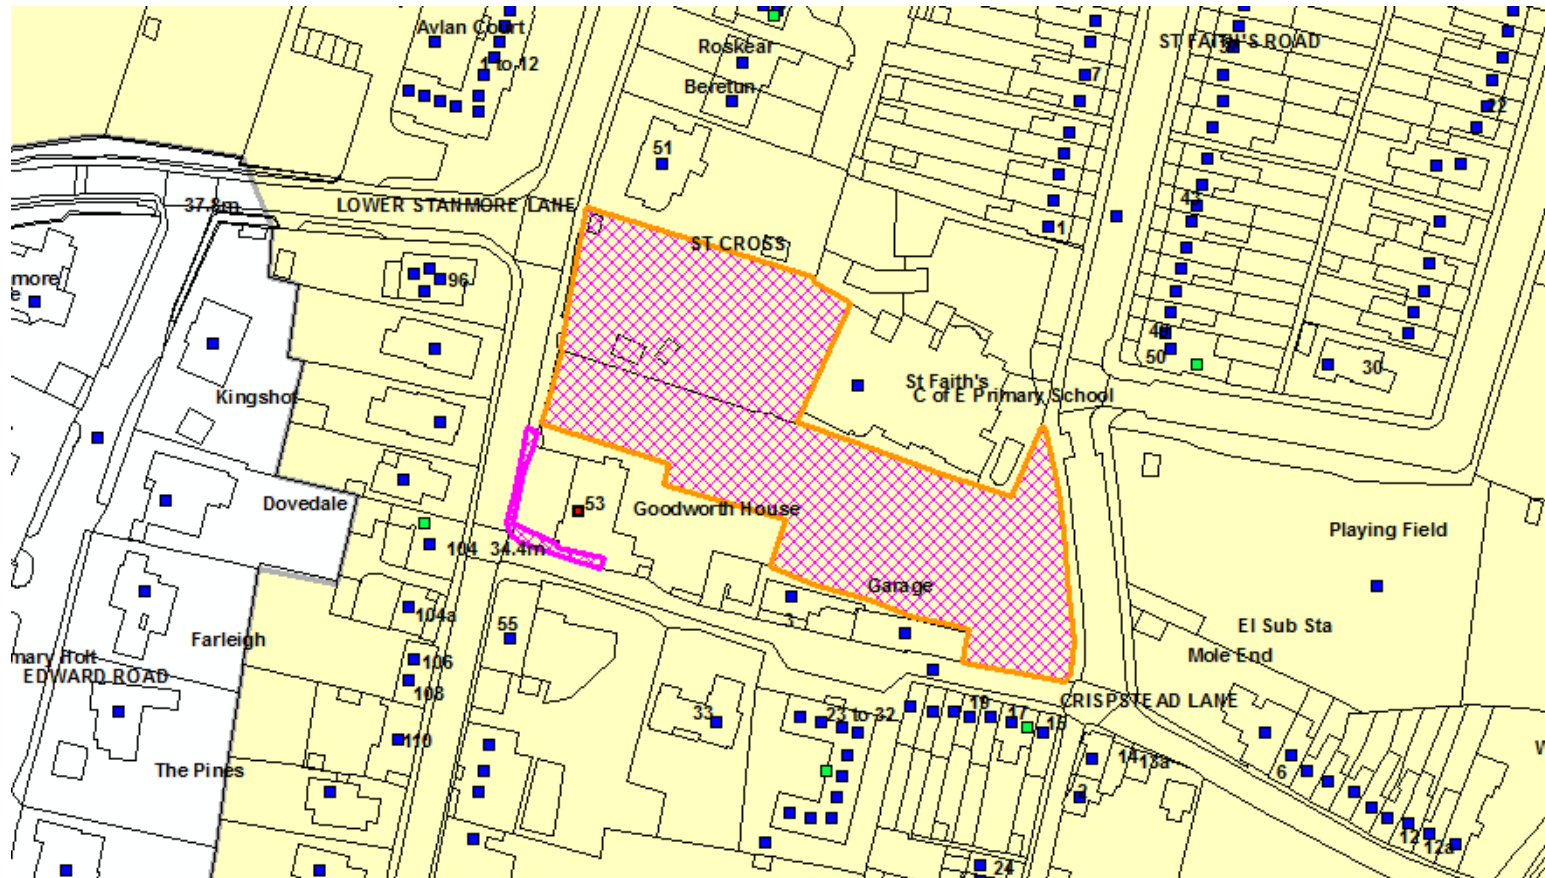 Avlan Court
1 to 12
Roskear
Beretun
ST FAITH'S ROAD
7
22
51
37.8m
LOWER STANMORE LANE
43
1
ST CROSS
96
more
e
50
30
St Faith's
C of E Primary School
Kingshot
Dovedale
53
Goodworth House
Playing Field
104
34.4m
Garage
3
104a
55
El Sub Sta
Farleigh
Mole End
mary Holt
EDWARD ROAD
106
108
CRISPSTEAD LANE
33
23 to 32
19
17
15
110
The Pines
14
13a
6
2
12
12a
24